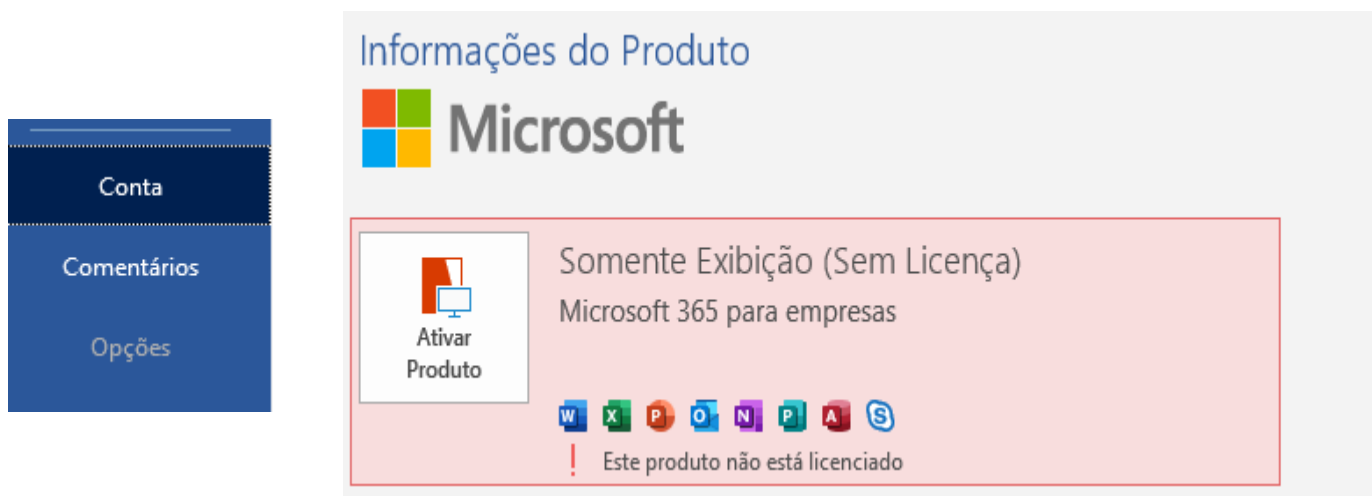 Conta
Comentários
Opções
Informações do Produto
Microsoft
Ativar
Produto
Somente Exibição (Sem Licença)
Microsoft 365 para empresas
W X P O N P A S
! Este produto não está licenciado